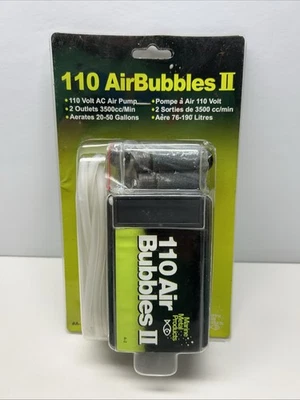 110 AirBubbles II
•110 Volt AC Air Pump
•2 Outlets 3500cc/Min
•Aerates 20-50 Gallons
•Pompe à Air 110 Volt
•2 Sorties de 3500 cc/min
•Aère 76-190 Litres
110 Air
Bubbles II
Marine
Metal
Products